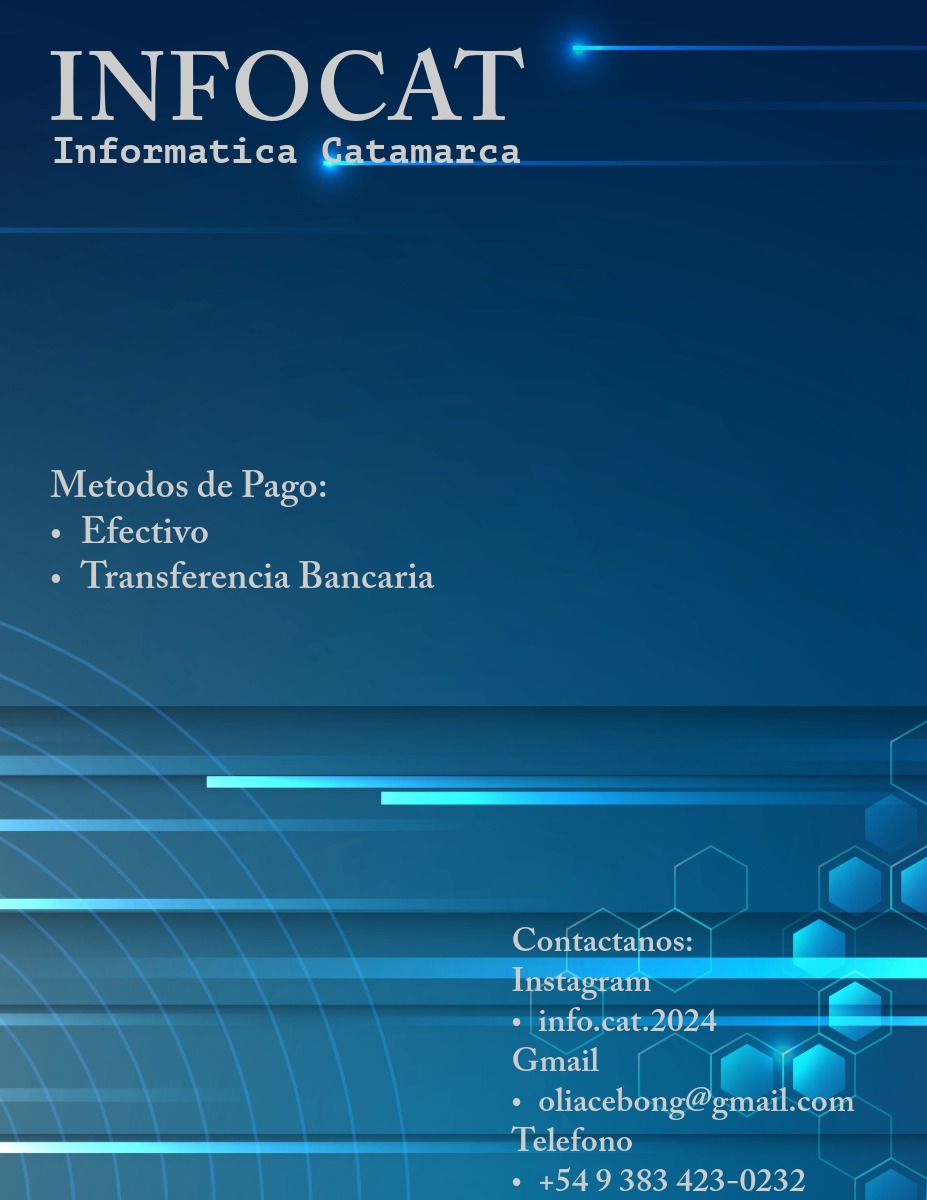 INFOCAT
Informatica Catamarca
Metodos de Pago:
• Efectivo
• Transferencia Bancaria
Contactanos:
Instagram
• info.cat.2024
Gmail
• oliacebong@gmail.com
Telefono
• +54 9 383 423-0232